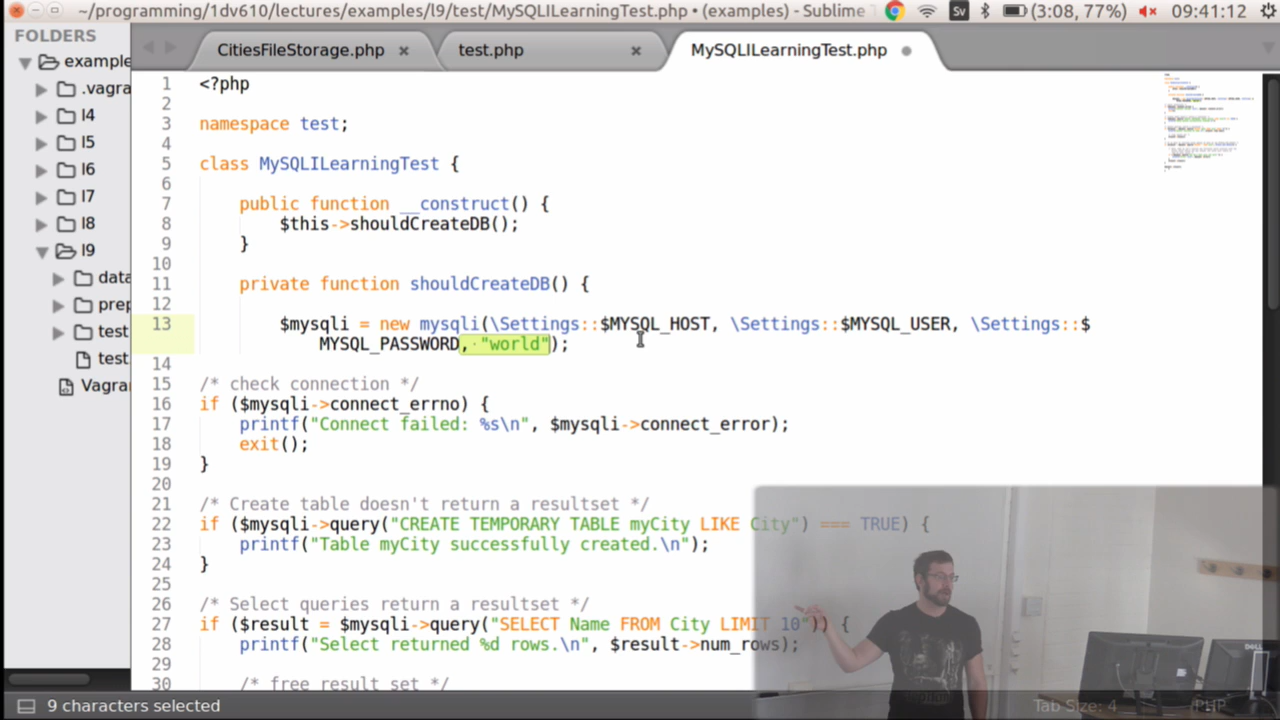 ~/programming/1dv610/lectures/examples/l9/test/MySQLILearningTest.php • (examples) - Sublime
Sv
(3:08, 77%)
09:41:12
FOLDERS
example
.vagra
l4
l5
l6
l7
l8
l9
data
prep
test
test
Vagra
CitiesFileStorage.php
test.php
MySQLILearningTest.php
1 <?php
2
3 namespace test;
4
5 class MySQLILearningTest {
6
7 public function __construct() {
8 $this->shouldCreateDB();
9 }
10
11 private function shouldCreateDB() {
12
13 $mysqli = new mysqli(\Settings::$MYSQL_HOST, \Settings::$MYSQL_USER, \Settings::$
MYSQL_PASSWORD, "world");
14
15 /* check connection */
16 if ($mysqli->connect_errno) {
17 printf("Connect failed: %s\n", $mysqli->connect_error);
18 exit();
19 }
20
21 /* Create table doesn't return a resultset */
22 if ($mysqli->query("CREATE TEMPORARY TABLE myCity LIKE City") === TRUE) {
23 printf("Table myCity successfully created.\n");
24 }
25
26 /* Select queries return a resultset */
27 if ($result = $mysqli->query("SELECT Name FROM City LIMIT 10")) {
28 printf("Select returned %d rows.\n", $result->num_rows);
29
30 /* free result set */
9 characters selected
Tab Size: 4
PHP
DELL